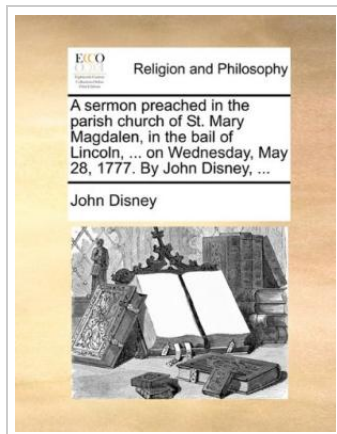 ECCO
Religion and Philosophy
A sermon preached in the
parish church of St. Mary
Magdalen, in the bail of
Lincoln, ... on Wednesday, May
28, 1777. By John Disney, ...
John Disney